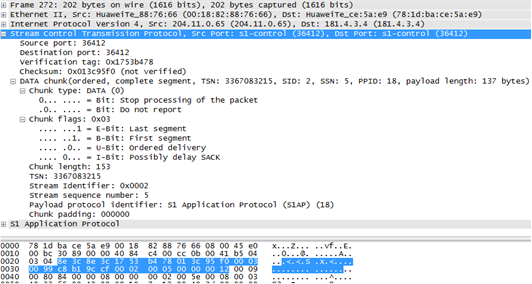 Frame 272: 202 bytes on wire (1616 bits), 202 bytes captured (1616 bits)
Ethernet II, Src: HuaweiTe_88:76:66 (00:18:82:88:76:66), Dst: HuaweiTe_ce:5a:e9 (78:1d:ba:ce:5a:e9)
Internet Protocol Version 4, Src: 204.11.0.65 (204.11.0.65), Dst: 181.4.3.4 (181.4.3.4)
Stream Control Transmission Protocol, Src Port: s1-control (36412), Dst Port: s1-control (36412)
Source port: 36412
Destination port: 36412
Verification tag: 0x1753b478
Checksum: 0x013c95f0 (not verified)
DATA chunk(ordered, complete segment, TSN: 3367083215, SID: 2, SSN: 5, PPID: 18, payload length: 137 bytes)
Chunk type: DATA (0)
0... .... = Bit: Stop processing of the packet
.0.. .... = Bit: Do not report
Chunk flags: 0x03
.... ...1 = E-Bit: Last segment
.... ..1. = B-Bit: First segment
.... .0.. = U-Bit: Ordered delivery
.... 0... = I-Bit: Possibly delay SACK
Chunk length: 153
TSN: 3367083215
Stream Identifier: 0x0002
Stream sequence number: 5
Payload protocol identifier: S1 Application Protocol (S1AP) (18)
Chunk padding: 000000
S1 Application Protocol
0000 78 1d ba ce 5a e9 00 18 82 88 76 66 08 00 45 e0 x...Z... ..vf..E.
0010 00 bc 30 89 00 00 40 84 c4 00 cc 0b 00 41 b5 04 ..0...@. .....A..
0020 03 04 8e 3c 8e 3c 17 53 b4 78 01 3c 95 f0 00 03 ...<.<.S .x.<....
0030 00 99 c8 b1 9c cf 00 02 00 05 00 00 00 12 00 09 ........ ........
0040 00 80 84 00 00 08 00 00 00 02 00 5e 00 08 00 03 ........ ...^....